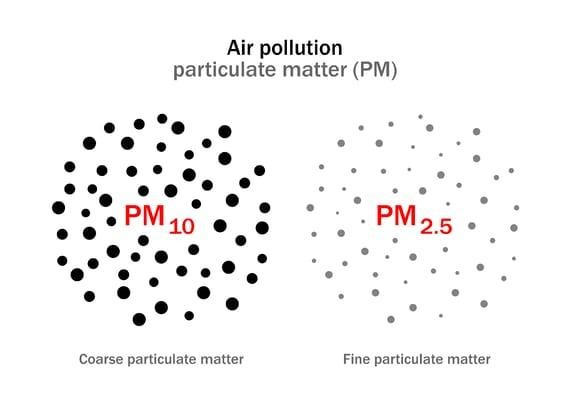 Air pollution
particulate matter (PM)
PM10
PM2.5
Coarse particulate matter
Fine particulate matter